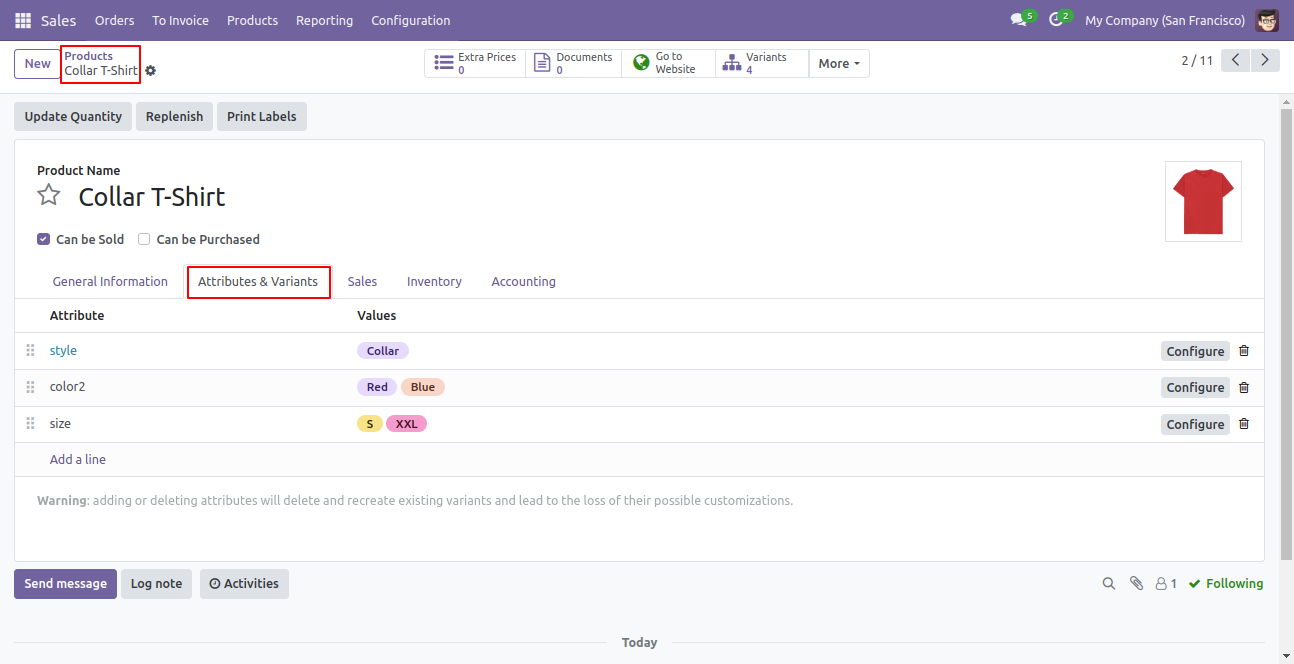 Sales Orders To Invoice Products Reporting Configuration 5 2 My Company (San Francisco)
New Products Extra Prices Documents Go to Variants More 2 / 11
Collar T-Shirt 0 0 Website 4
Update Quantity Replenish Print Labels
Product Name
Collar T-Shirt
Can be Sold Can be Purchased
General Information Attributes & Variants Sales Inventory Accounting
Attribute Values
style Collar Configure
color2 Red Blue Configure
size S XXL Configure
Add a line
Warning: adding or deleting attributes will delete and recreate existing variants and lead to the loss of their possible customizations.
Send message Log note Activities 1 Following
Today